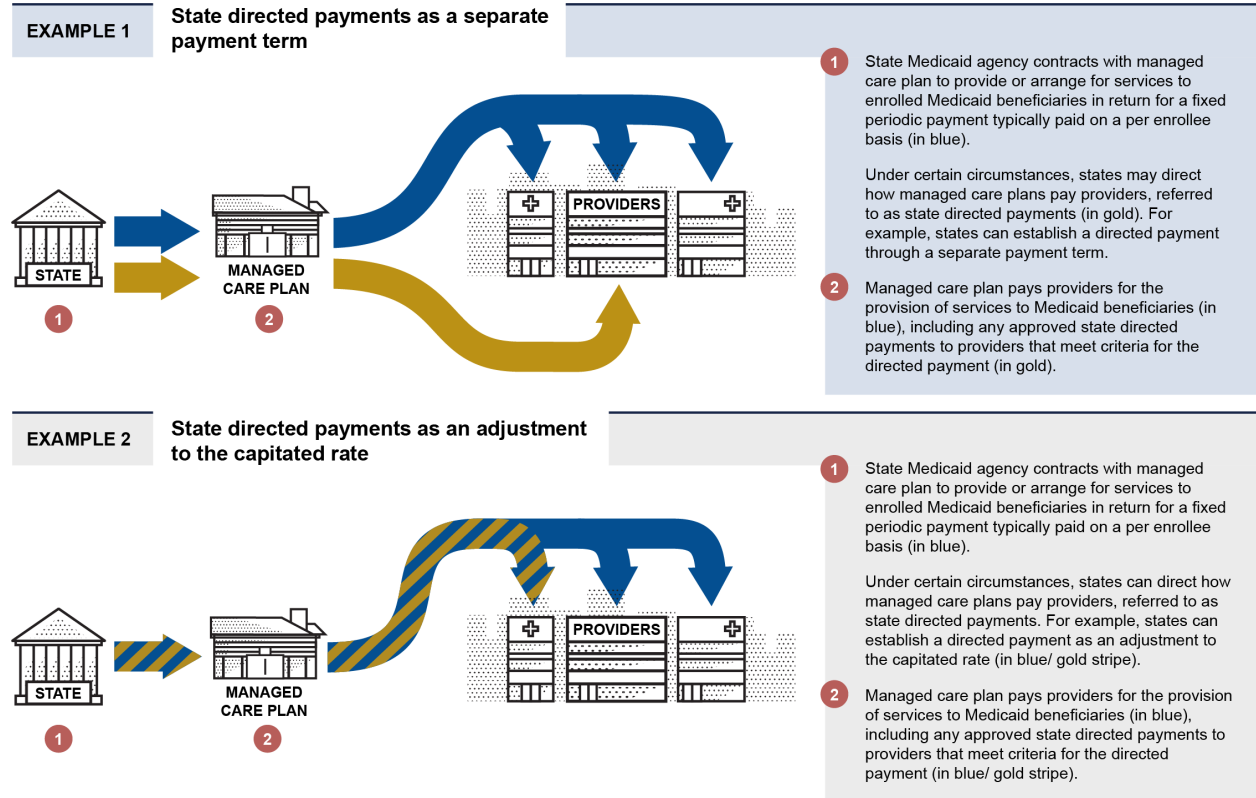 EXAMPLE 1
State directed payments as a separate
payment term
STATE
1
MANAGED
CARE PLAN
2
PROVIDERS
1
State Medicaid agency contracts with managed
care plan to provide or arrange for services to
enrolled Medicaid beneficiaries in return for a fixed
periodic payment typically paid on a per enrollee
basis (in blue).
Under certain circumstances, states may direct
how managed care plans pay providers, referred
to as state directed payments (in gold). For
example, states can establish a directed payment
through a separate payment term.
2
Managed care plan pays providers for the
provision of services to Medicaid beneficiaries (in
blue), including any approved state directed
payments to providers that meet criteria for the
directed payment (in gold).
EXAMPLE 2
State directed payments as an adjustment
to the capitated rate
STATE
1
MANAGED
CARE PLAN
2
PROVIDERS
1
State Medicaid agency contracts with managed
care plan to provide or arrange for services to
enrolled Medicaid beneficiaries in return for a fixed
periodic payment typically paid on a per enrollee
basis (in blue).
Under certain circumstances, states can direct how
managed care plans pay providers, referred to as
state directed payments. For example, states can
establish a directed payment as an adjustment to
the capitated rate (in blue/ gold stripe).
2
Managed care plan pays providers for the provision
of services to Medicaid beneficiaries (in blue),
including any approved state directed payments to
providers that meet criteria for the directed
payment (in blue/ gold stripe).